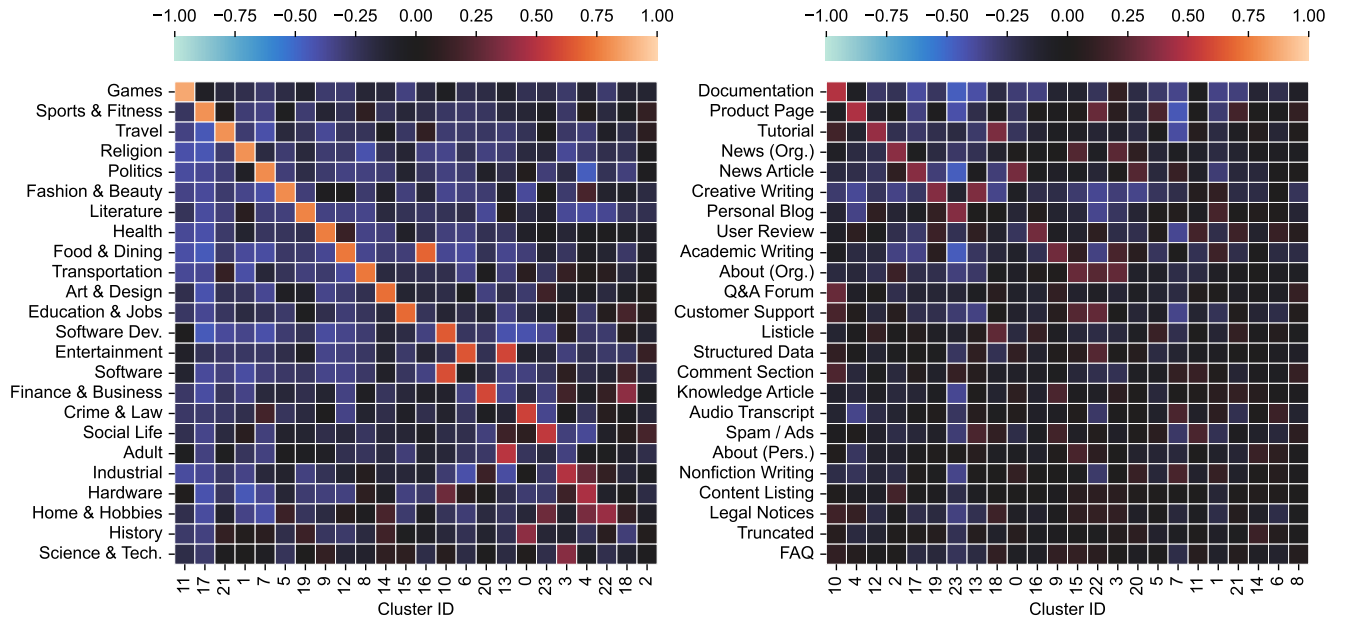 −1.00 −0.75 −0.50 −0.25 0.00 0.25 0.50 0.75 1.00
Games
Sports & Fitness
Travel
Religion
Politics
Fashion & Beauty
Literature
Health
Food & Dining
Transportation
Art & Design
Education & Jobs
Software Dev.
Entertainment
Software
Finance & Business
Crime & Law
Social Life
Adult
Industrial
Hardware
Home & Hobbies
History
Science & Tech.
11 17 21 1 7 5 19 9 12 8 14 15 16 10 6 20 13 0 23 3 4 22 18 2
Cluster ID
−1.00 −0.75 −0.50 −0.25 0.00 0.25 0.50 0.75 1.00
Documentation
Product Page
Tutorial
News (Org.)
News Article
Creative Writing
Personal Blog
User Review
Academic Writing
About (Org.)
Q&A Forum
Customer Support
Listicle
Structured Data
Comment Section
Knowledge Article
Audio Transcript
Spam / Ads
About (Pers.)
Nonfiction Writing
Content Listing
Legal Notices
Truncated
FAQ
10 4 12 2 17 19 23 13 18 0 16 9 15 22 3 20 5 7 11 1 21 14 6 8
Cluster ID